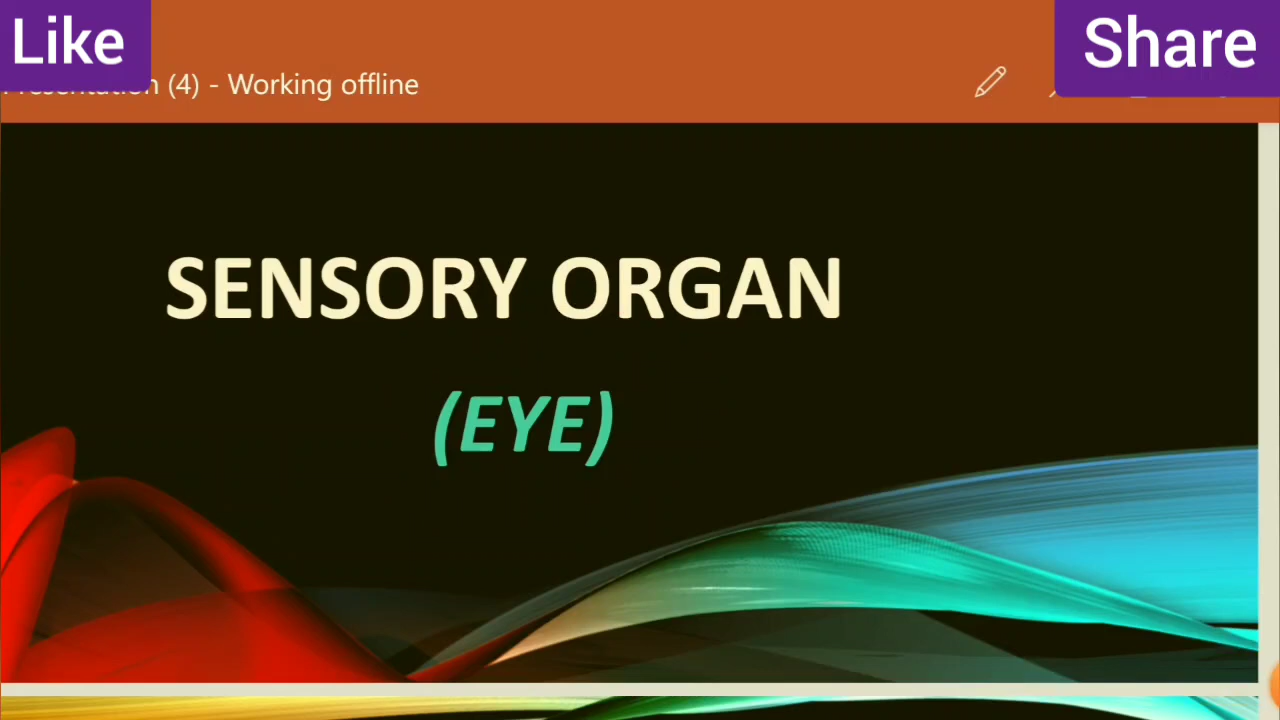 Like
Share
(4) - Working offline
SENSORY ORGAN
(EYE)